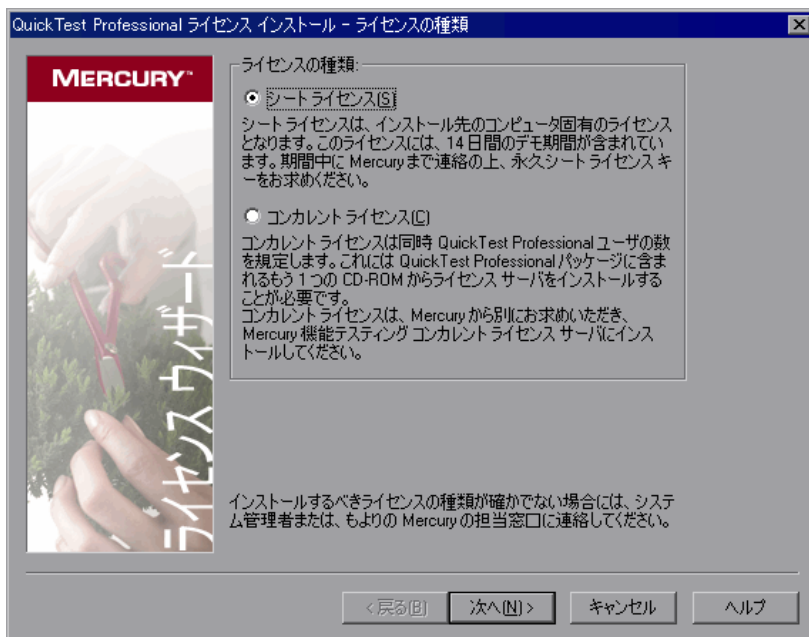 QuickTest Professional ライセンス インストール - ライセンスの種類
MERCURY™
ライセンス ウィザード
ライセンスの種類:
シートライセンス(S)
シートライセンスは、インストール先のコンピュータ固有のライセンス
となります。このライセンスには、14日間のデモ期間が含まれてい
ます。期間中に Mercuryまで連絡の上、永久シートライセンス キ
ーをお求めください。
コンカレント ライセンス(C)
コンカレント ライセンスは同時 QuickTest Professional ユーザの数
を規定します。これには QuickTest Professional パッケージに含ま
れるもう 1 つの CD-ROM からライセンス サーバをインストールする
ことが必要です。
コンカレント ライセンスは、Mercury から別にお求めいただき、
Mercury 機能テスティング コンカレント ライセンス サーバにインス
トールしてください。
インストールするべきライセンスの種類が確かでない場合には、システ
ム管理者または、もよりの Mercury の担当窓口に連絡してください。
< 戻る(B)
次へ(N) >
キャンセル
ヘルプ